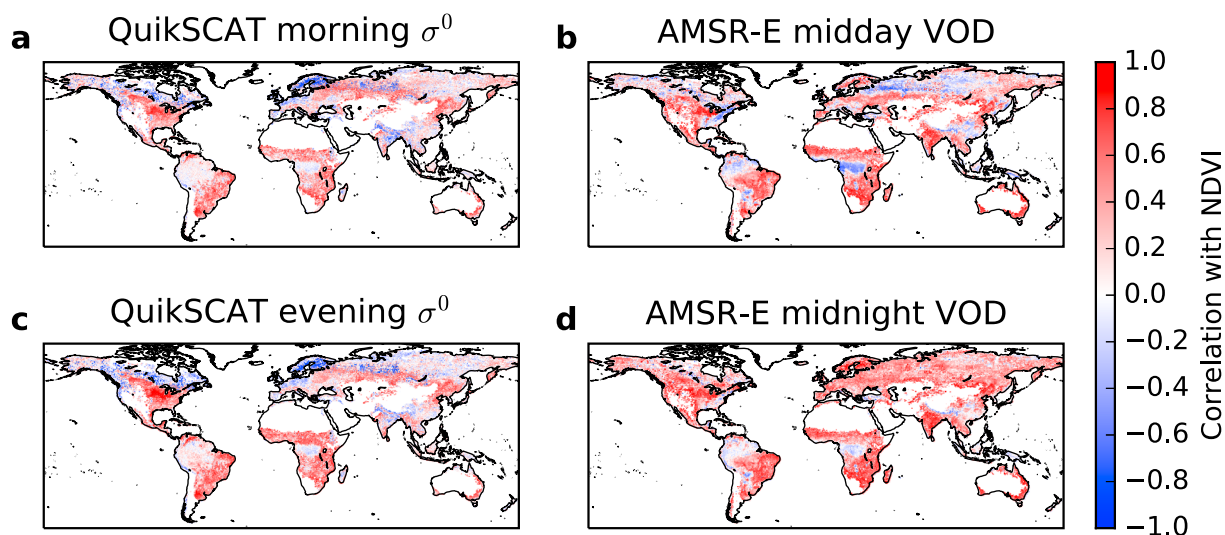 a QuikSCAT morning σ⁰
b AMSR-E midday VOD
c QuikSCAT evening σ⁰
d AMSR-E midnight VOD
1.0
0.8
0.6
0.4
0.2
0.0
−0.2
−0.4
−0.6
−0.8
−1.0
Correlation with NDVI